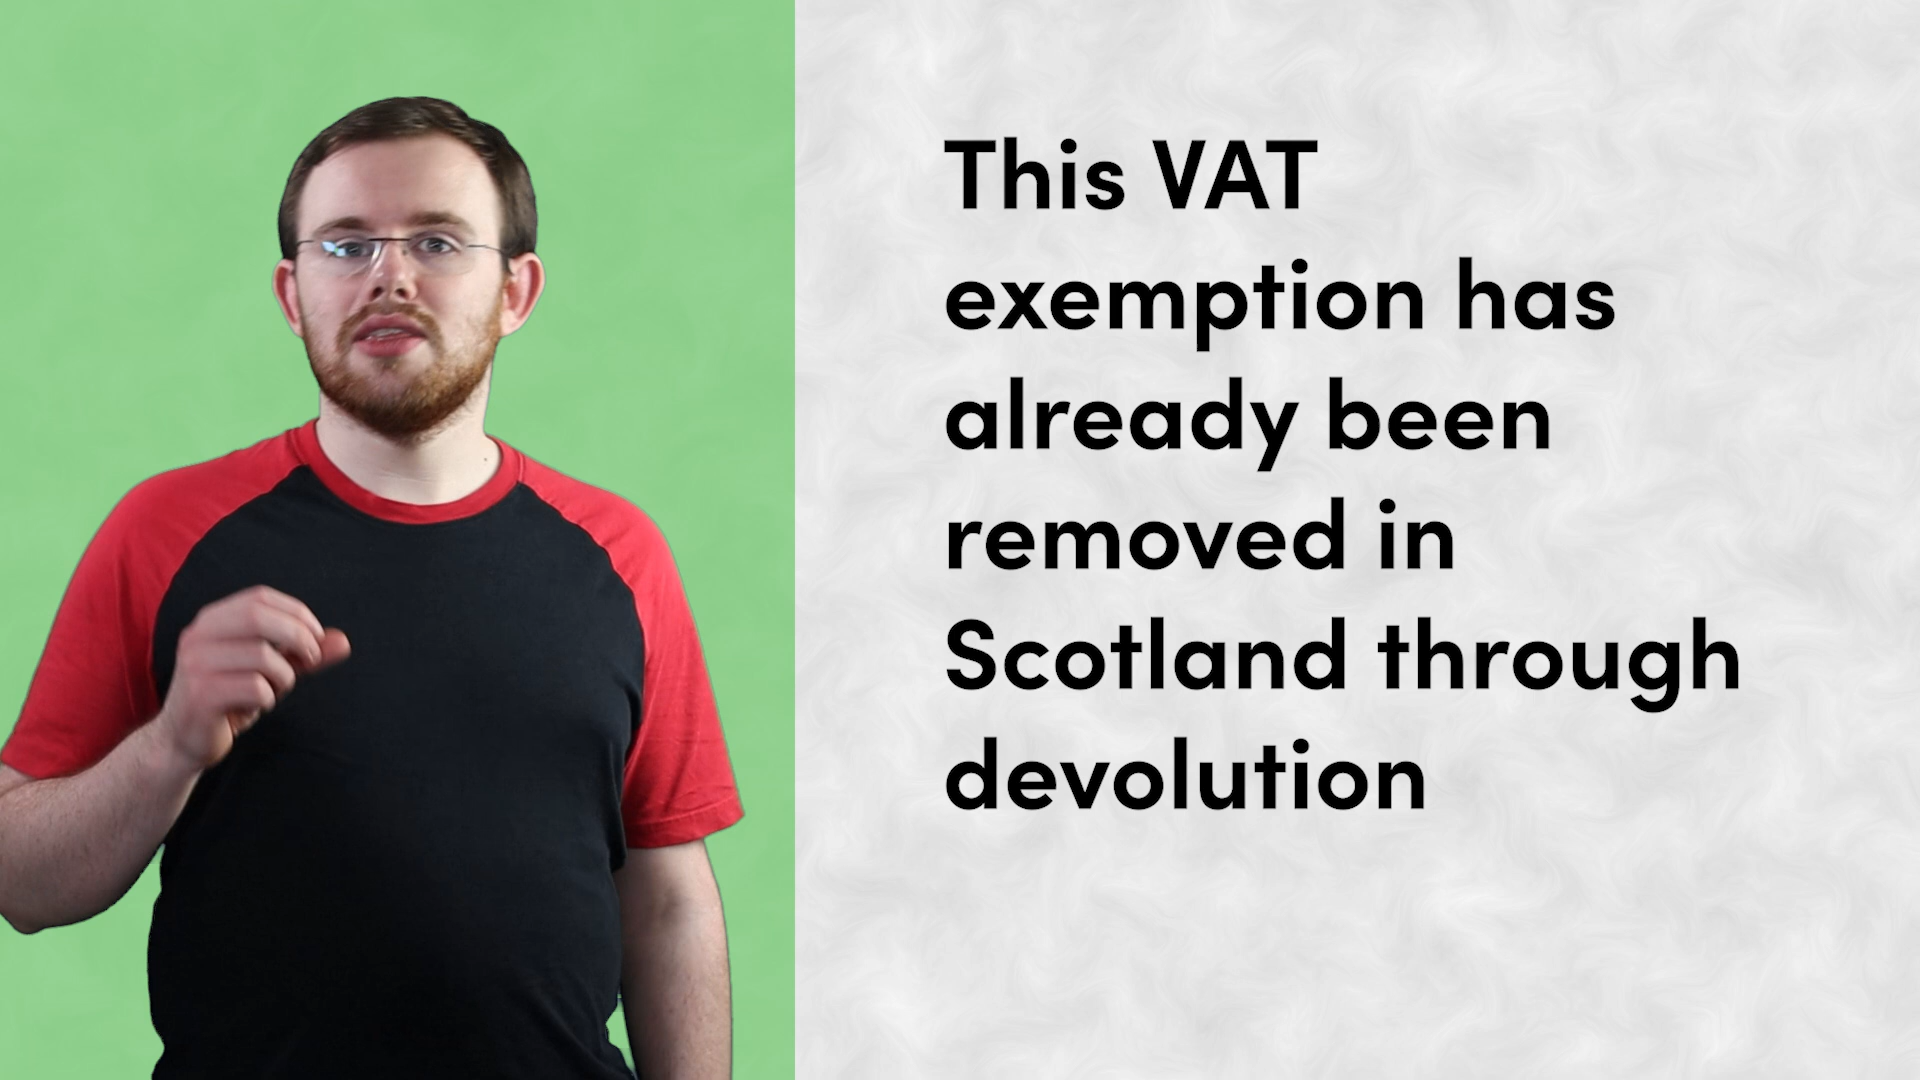 This VAT
exemption has
already been
removed in
Scotland through
devolution